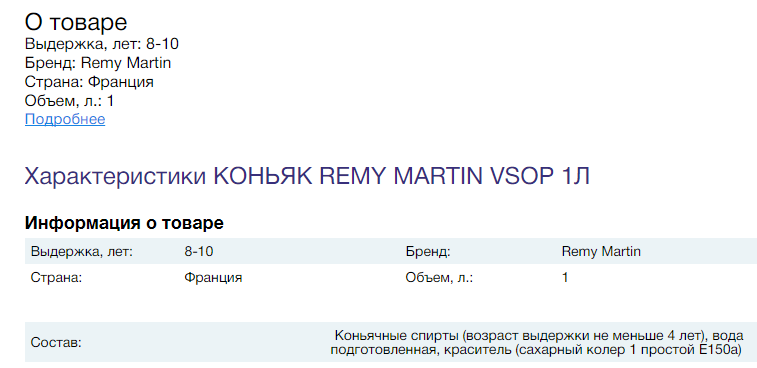 О товаре
Выдержка, лет: 8-10
Бренд: Remy Martin
Страна: Франция
Объем, л.: 1
Подробнее
Характеристики КОНЬЯК REMY MARTIN VSOP 1Л
Информация о товаре
Выдержка, лет: 8-10 Бренд: Remy Martin
Страна: Франция Объем, л.: 1
Состав: Коньячные спирты (возраст выдержки не меньше 4 лет), вода
подготовленная, краситель (сахарный колер 1 простой Е150а)